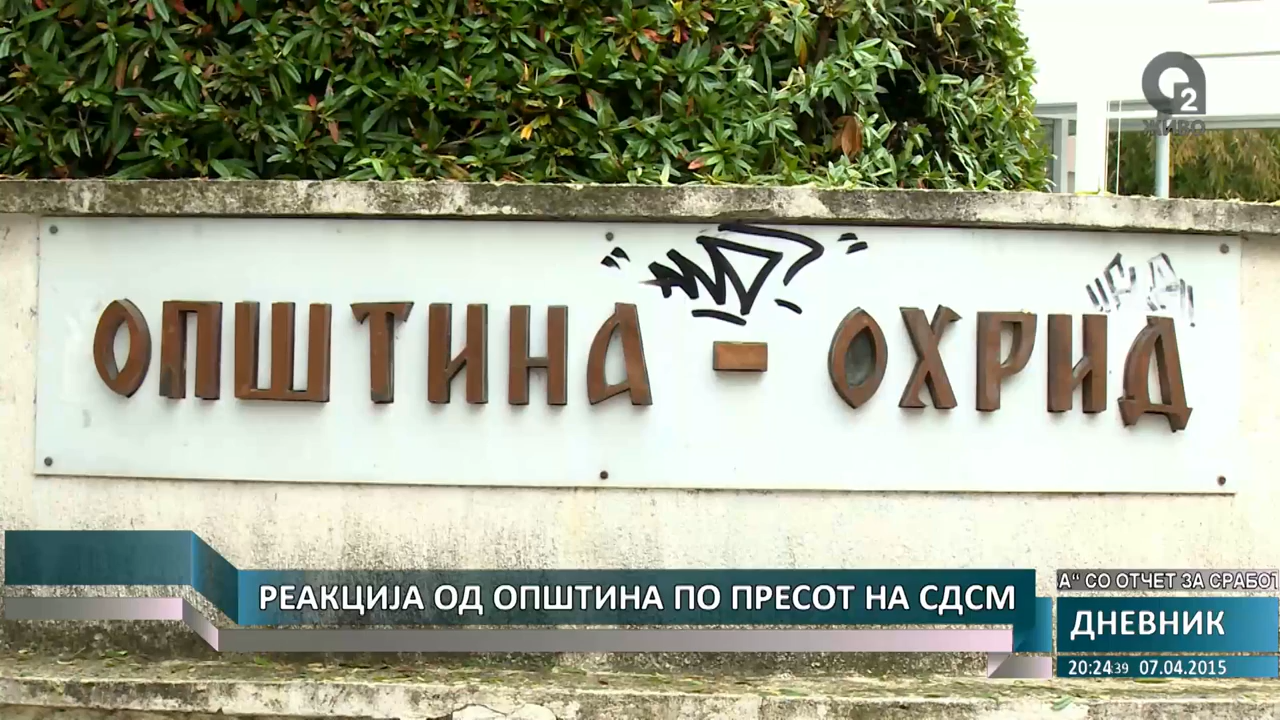 2
ЖИВО
ОПШТИНА - ОХРИД
РЕАКЦИЈА ОД ОПШТИНА ПО ПРЕСОТ НА СДСМ
А“ СО ОТЧЕТ ЗА СРАБОТ
ДНЕВНИК
20:24:39 07.04.2015